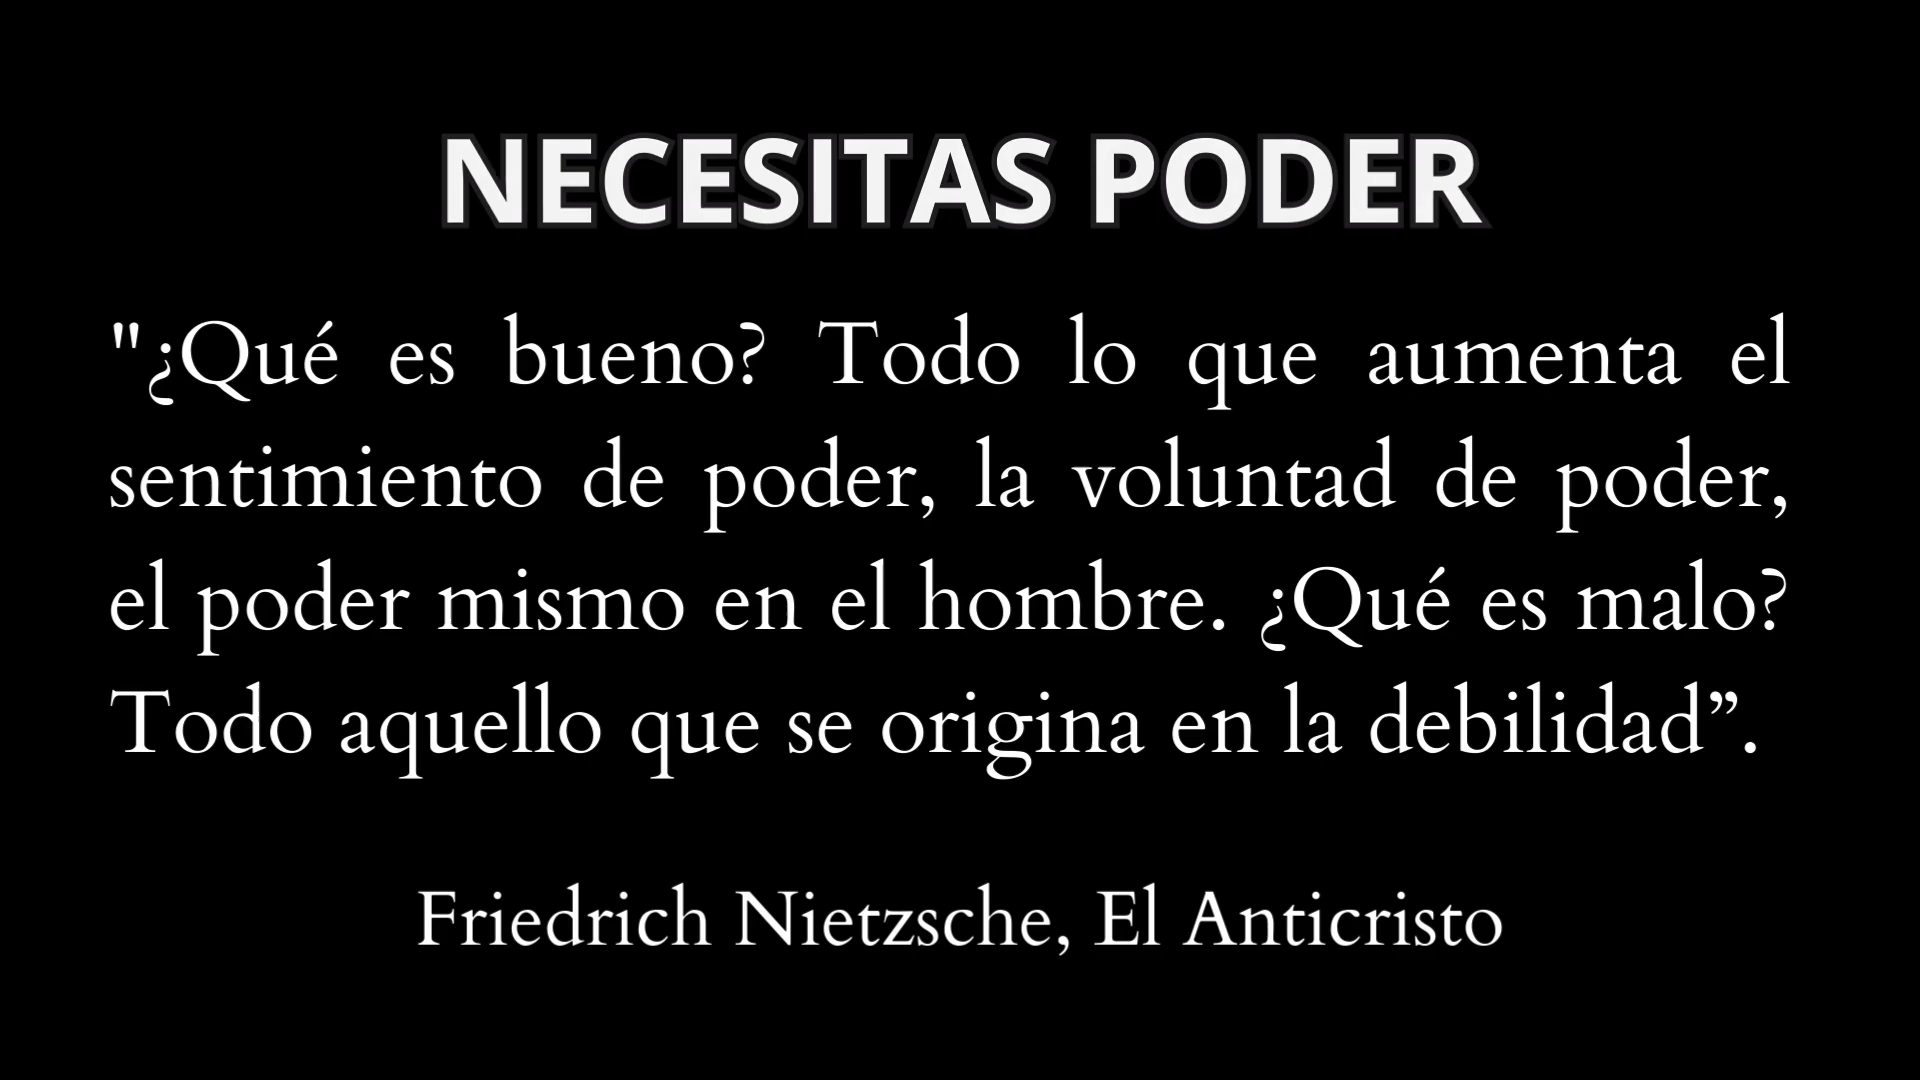 NECESITAS PODER
"¿Qué es bueno? Todo lo que aumenta el
sentimiento de poder, la voluntad de poder,
el poder mismo en el hombre. ¿Qué es malo?
Todo aquello que se origina en la debilidad”.
Friedrich Nietzsche, El Anticristo